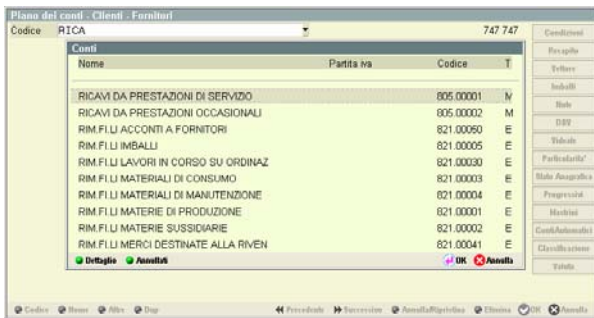 Piano dei conti - Clienti - Fornitori
Codice RICA 747 747
Conti
Nome Partita iva Codice T
RICAVI DA PRESTAZIONI DI SERVIZIO 805.00001 M
RICAVI DA PRESTAZIONI OCCASIONALI 805.00002 M
RIM.FI.LI ACCONTI A FORNITORI 821.00060 E
RIM.FI.LI IMBALLI 821.00005 E
RIM.FI.LI LAVORI IN CORSO SU ORDINAZ 821.00030 E
RIM.FI.LI MATERIALI DI CONSUMO 821.00003 E
RIM.FI.LI MATERIALI DI MANUTENZIONE 821.00004 E
RIM.FI.LI MATERIE DI PRODUZIONE 821.00001 E
RIM.FI.LI MATERIE SUSSIDIARIE 821.00002 E
RIM.FI.LI MERCI DESTINATE ALLA RIVEN 821.00041 E
Dettaglio Annullati OK Annulla
Condizioni
Recapito
Vettore
Imballi
Note
DBV
Videate
Particolarita'
Stato Anagrafica
Progressivi
Mastrini
ContiAutomatici
Classificazione
Valuta
Codice Nome Altro Dup Precedente Successivo AnnullaRipristina Elimina OK Annulla